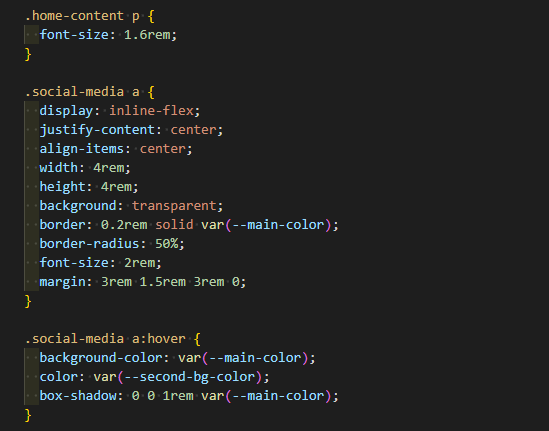 .home-content p {
  font-size: 1.6rem;
}

.social-media a {
  display: inline-flex;
  justify-content: center;
  align-items: center;
  width: 4rem;
  height: 4rem;
  background: transparent;
  border: 0.2rem solid var(--main-color);
  border-radius: 50%;
  font-size: 2rem;
  margin: 3rem 1.5rem 3rem 0;
}

.social-media a:hover {
  background-color: var(--main-color);
  color: var(--second-bg-color);
  box-shadow: 0 0 1rem var(--main-color);
}